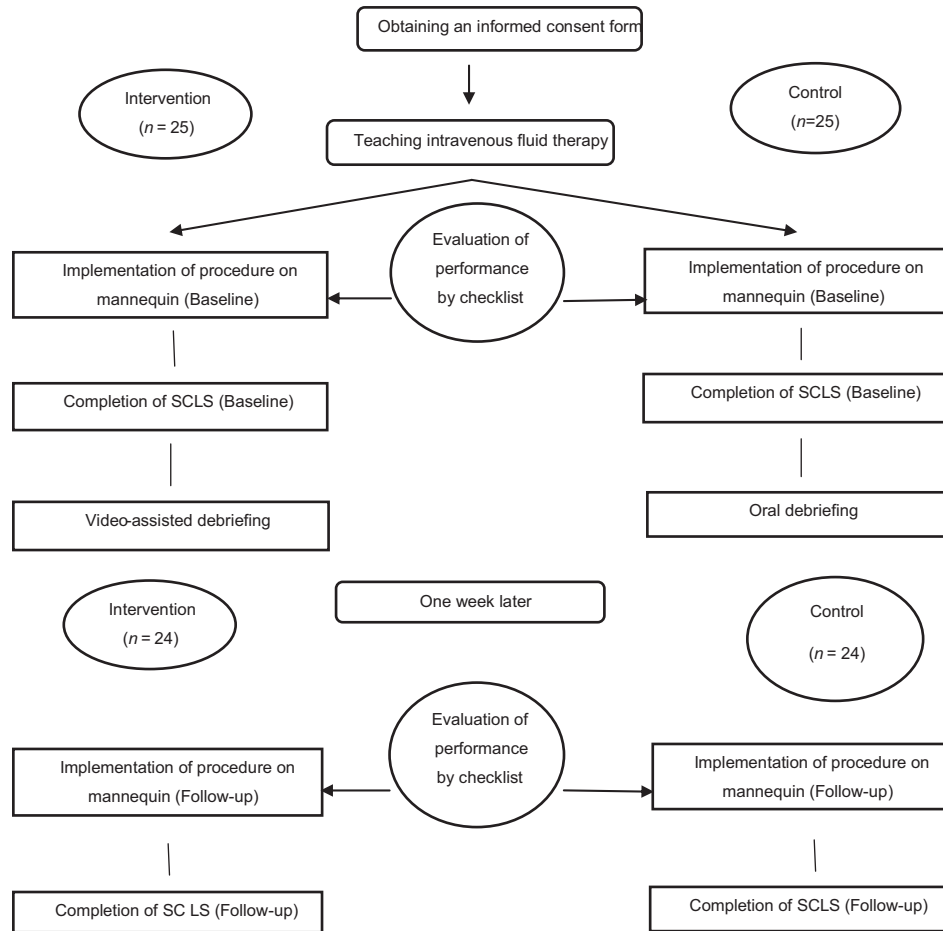 Obtaining an informed consent form
Intervention
(n = 25)
Control
(n=25)
Teaching intravenous fluid therapy
Evaluation of
performance
by checklist
Implementation of procedure on
mannequin (Baseline)
Implementation of procedure on
mannequin (Baseline)
Completion of SCLS (Baseline)
Completion of SCLS (Baseline)
Video-assisted debriefing
Oral debriefing
Intervention
(n = 24)
One week later
Control
(n = 24)
Evaluation of
performance
by checklist
Implementation of procedure on
mannequin (Follow-up)
Implementation of procedure on
mannequin (Follow-up)
Completion of SC LS (Follow-up)
Completion of SCLS (Follow-up)